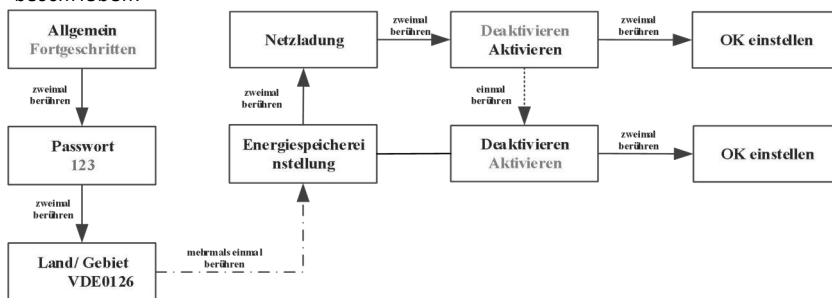 Allgemein
Fortgeschritten
zweimal
berühren
Passwort
123
zweimal
berühren
Land/ Gebiet
VDE0126
mehrmals einmal
berühren
Energiespeicherei
nstellung
zweimal
berühren
Netzladung
zweimal
berühren
Deaktivieren
Aktivieren
zweimal
berühren
OK einstellen
einmal
berühren
Deaktivieren
Aktivieren
zweimal
berühren
OK einstellen